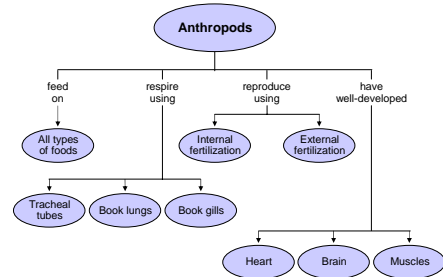 Anthropods
feed
on
respire
using
reproduce
using
have
well-developed
All types
of foods
Internal
fertilization
External
fertilization
Tracheal
tubes
Book lungs
Book gills
Heart
Brain
Muscles